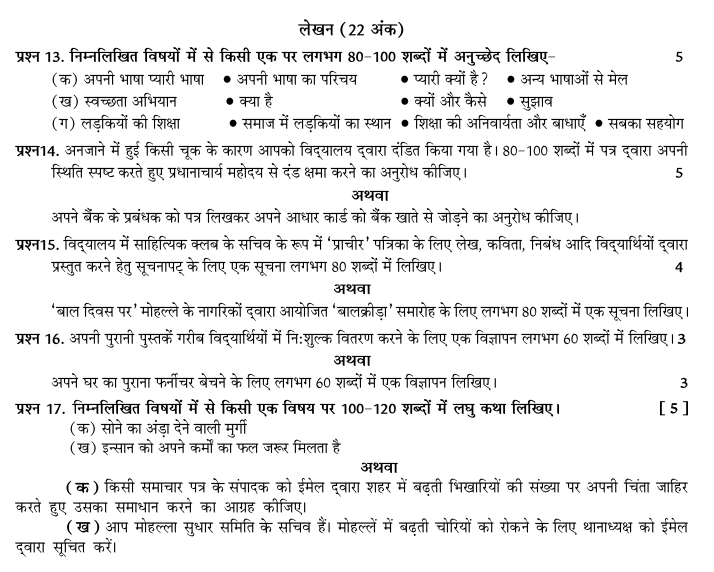 लेखन (22 अंक)
प्रश्न 13. निम्नलिखित विषयों में से किसी एक पर लगभग 80-100 शब्दों में अनुच्छेद लिखिए- 5
(क) अपनी भाषा प्यारी भाषा • अपनी भाषा का परिचय • प्यारी क्यों है? • अन्य भाषाओं से मेल
(ख) स्वच्छता अभियान • क्या है • क्यों और कैसे • सुझाव
(ग) लड़कियों की शिक्षा • समाज में लड़कियों का स्थान • शिक्षा की अनिवार्यता और बाधाएँ • सबका सहयोग
प्रश्न14. अनजाने में हुई किसी चूक के कारण आपको विद्‌यालय द्‌वारा दंडित किया गया है। 80-100 शब्दों में पत्र द्‌वारा अपनी
स्थिति स्पष्ट करते हुए प्रधानाचार्य महोदय से दंड क्षमा करने का अनुरोध कीजिए। 5
अथवा
अपने बैंक के प्रबंधक को पत्र लिखकर अपने आधार कार्ड को बैंक खाते से जोड़ने का अनुरोध कीजिए।
प्रश्न15. विद्‌यालय में साहित्यिक क्लब के सचिव के रूप में ‘प्राचीर’ पत्रिका के लिए लेख, कविता, निबंध आदि विद्‌यार्थियों द्‌वारा
प्रस्तुत करने हेतु सूचनापट् के लिए एक सूचना लगभग 80 शब्दों में लिखिए। 4
अथवा
‘बाल दिवस पर’ मोहल्ले के नागरिकों द्‌वारा आयोजित ‘बालक्रीड़ा’ समारोह के लिए लगभग 80 शब्दों में एक सूचना लिखिए।
प्रश्न 16. अपनी पुरानी पुस्तकें गरीब विद्‌यार्थियों में नि:शुल्क वितरण करने के लिए एक विज्ञापन लगभग 60 शब्दों में लिखिए। 3
अथवा
अपने घर का पुराना फर्नीचर बेचने के लिए लगभग 60 शब्दों में एक विज्ञापन लिखिए। 3
प्रश्न 17. निम्नलिखित विषयों में से किसी एक विषय पर 100-120 शब्दों में लघु कथा लिखिए। [ 5 ]
(क) सोने का अंड़ा देने वाली मुर्गी
(ख) इन्सान को अपने कर्मों का फल जरूर मिलता है
अथवा
(क) किसी समाचार पत्र के संपादक को ईमेल द्‌वारा शहर में बढ़ती भिखारियों की संख्या पर अपनी चिंता जाहिर
करते हुए उसका समाधान करने का आग्रह कीजिए।
(ख) आप मोहल्ला सुधार समिति के सचिव हैं। मोहल्लें में बढ़ती चोरियों को रोकने के लिए थानाध्यक्ष को ईमेल
द्‌वारा सूचित करें।